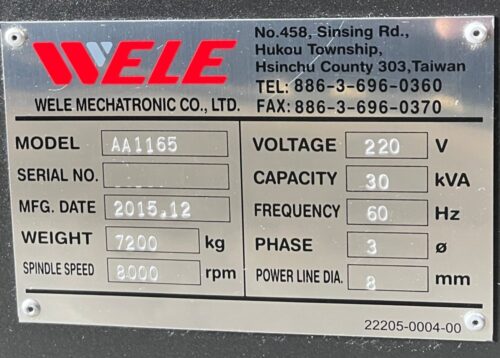 WELE
WELE MECHATRONIC CO., LTD.
No.458, Sinsing Rd.,
Hukou Township,
Hsinchu County 303,Taiwan
TEL: 886-3-696-0360
FAX: 886-3-696-0370
MODEL AA1165
SERIAL NO.
MFG. DATE 2015.12
WEIGHT 7200 kg
SPINDLE SPEED 8000 rpm
VOLTAGE 220 V
CAPACITY 30 kVA
FREQUENCY 60 Hz
PHASE 3 ø
POWER LINE DIA. 8 mm
22205-0004-00